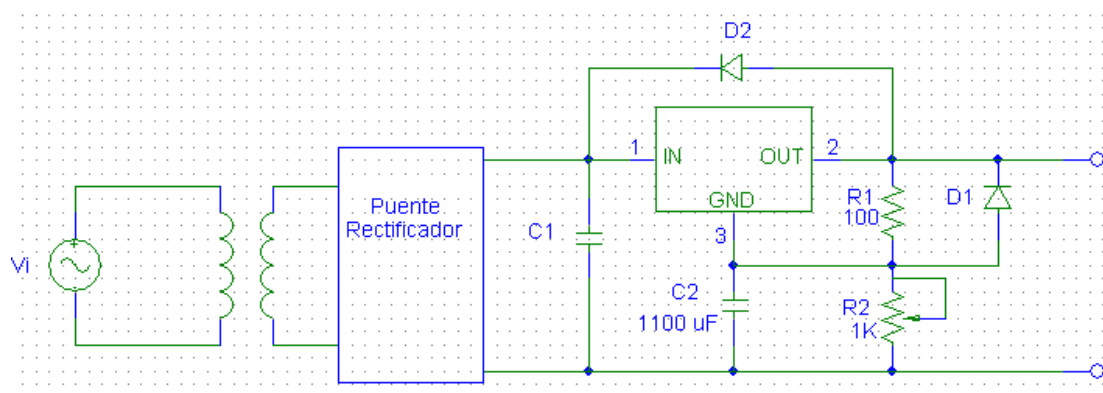 D2
1
IN
OUT
2
GND
3
Puente
Rectificador
C1
R1
100
D1
Vi
C2
1100 uF
R2
1K